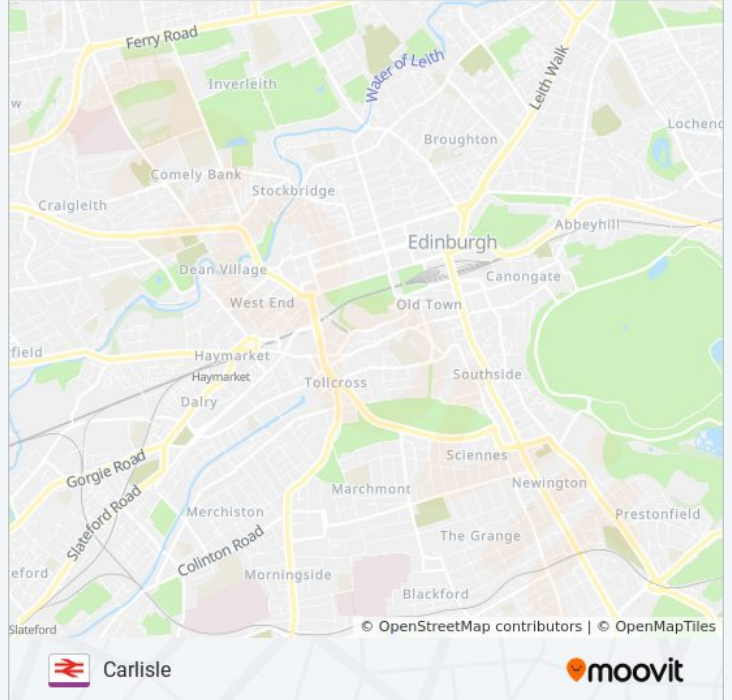 Ferry Road
Water of Leith
Leith Walk
Inverleith
w
Broughton
Lochend
Comely Bank
Stockbridge
Craigleith
Abbeyhill
Edinburgh
Dean Village
Canongate
West End
Old Town
field
Haymarket
Haymarket
Southside
Tollcross
Dalry
Gorgie Road
Sciennes
Newington
Marchmont
Slateford Road
Merchiston
Prestonfield
Colinton Road
The Grange
eford
Morningside
Blackford
Slateford
© OpenStreetMap contributors | © OpenMapTiles
Carlisle
moovit